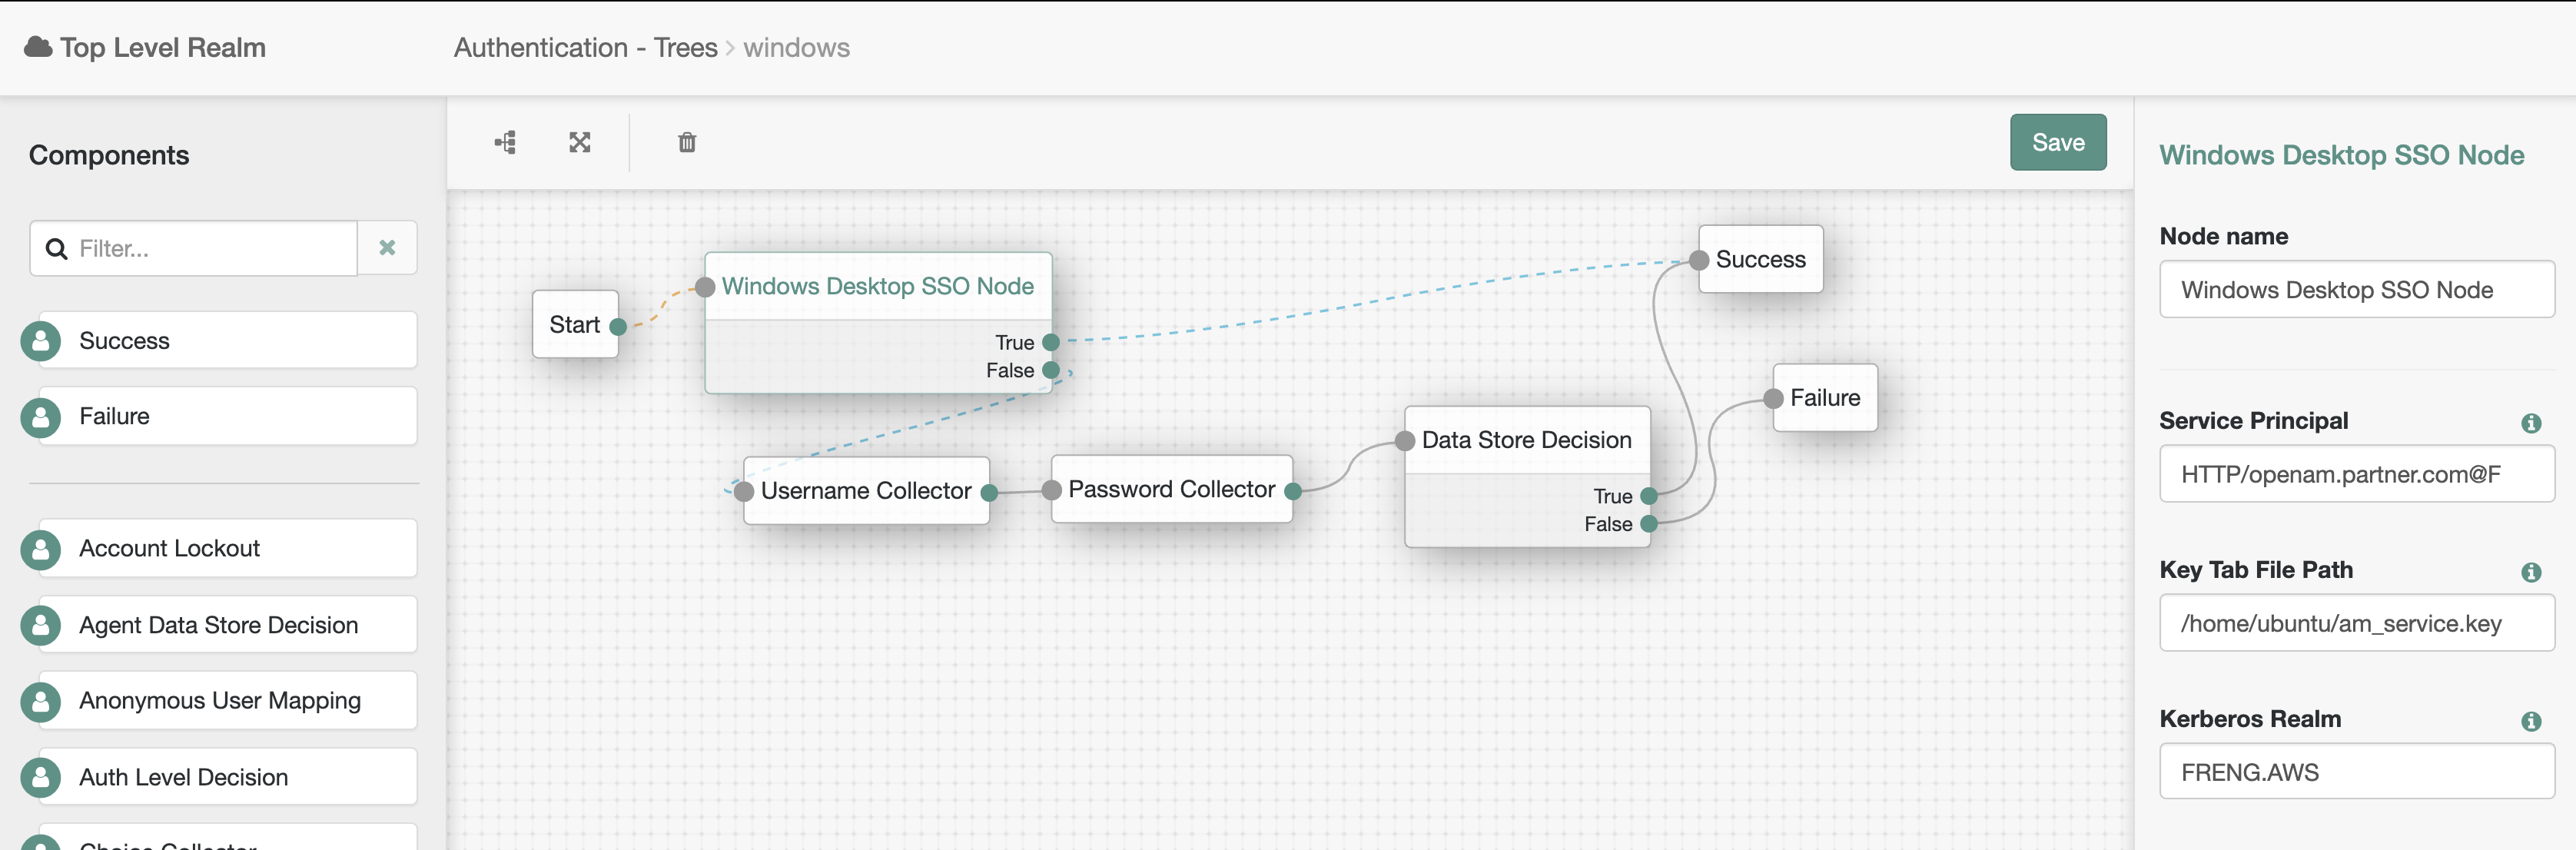 Top Level Realm
Authentication - Trees > windows
Components
Filter...
Success
Failure
Account Lockout
Agent Data Store Decision
Anonymous User Mapping
Auth Level Decision
Choice Collector
Save
Start
Windows Desktop SSO Node
True
False
Username Collector
Password Collector
Data Store Decision
True
False
Success
Failure
Windows Desktop SSO Node
Node name
Windows Desktop SSO Node
Service Principal
HTTP/openam.partner.com@F
Key Tab File Path
/home/ubuntu/am_service.key
Kerberos Realm
FRENG.AWS